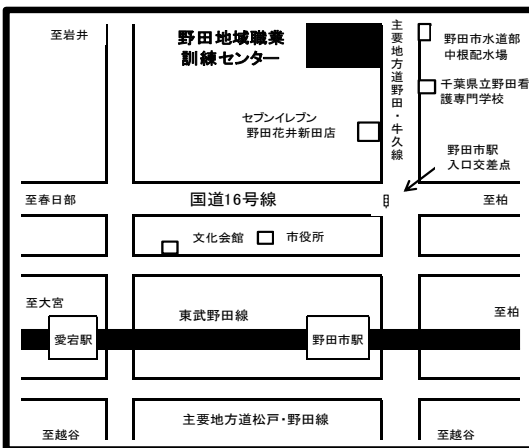 至岩井
野田地域職業
訓練センター
主要地方道野田・牛久線
野田市水道部
中根配水場
千葉県立野田看
護専門学校
セブンイレブン
野田花井新田店
野田市駅
入口交差点
至春日部
国道16号線
至柏
文化会館
市役所
至大宮
東武野田線
至柏
愛宕駅
野田市駅
主要地方道松戸・野田線
至越谷
至越谷